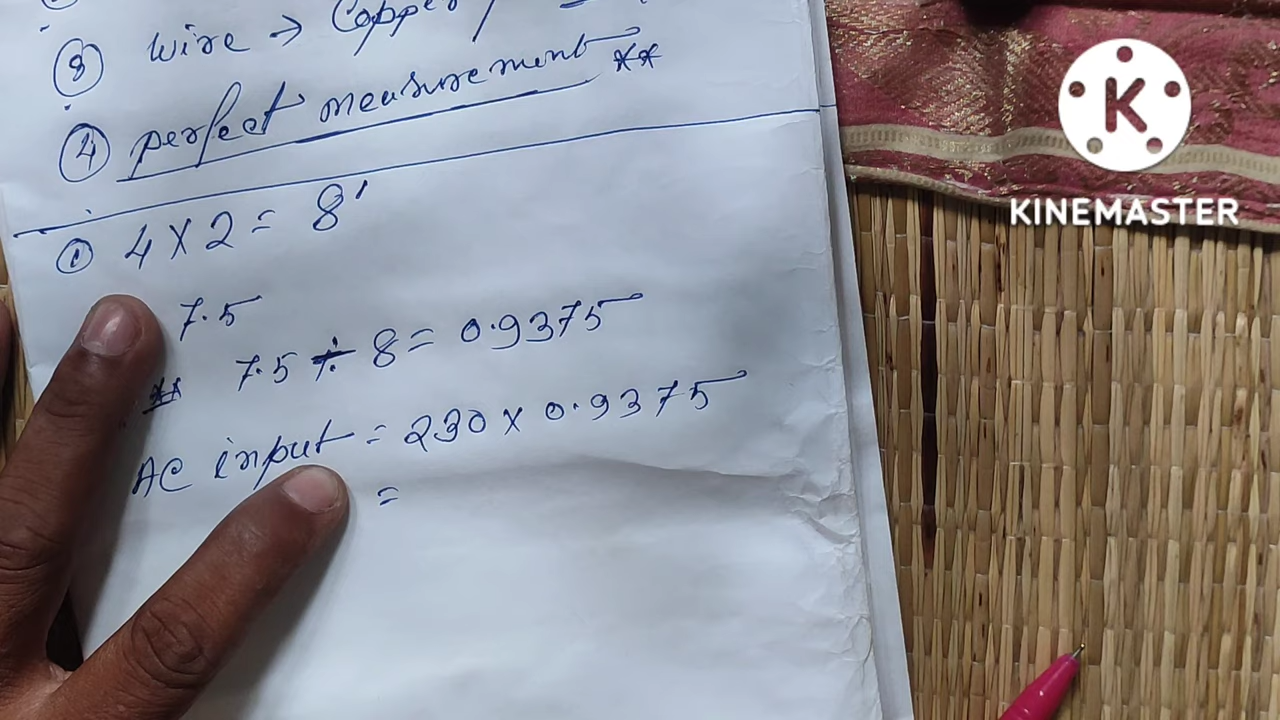 ③ wire → Copper
④ perfect measurement **
① 4 X 2 = 8'
7.5
** 7.5 ÷ 8 = 0.9375
AC input = 230 x 0.9375
=
K
KINEMASTER